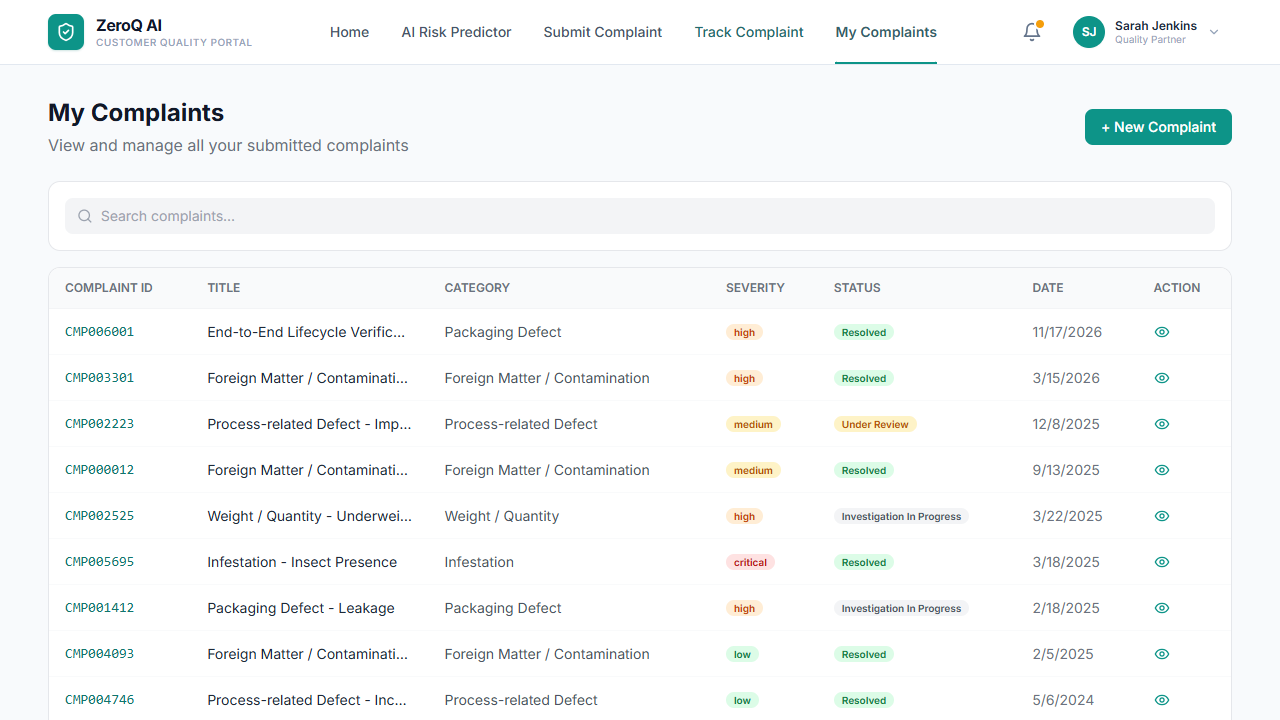 ZeroQ AI
CUSTOMER QUALITY PORTAL
Home
AI Risk Predictor
Submit Complaint
Track Complaint
My Complaints
SJ
Sarah Jenkins
Quality Partner
My Complaints
View and manage all your submitted complaints
+ New Complaint
Search complaints...
COMPLAINT ID TITLE CATEGORY SEVERITY STATUS DATE ACTION
CMP006001 End-to-End Lifecycle Verific... Packaging Defect high Resolved 11/17/2026
CMP003301 Foreign Matter / Contaminati... Foreign Matter / Contamination high Resolved 3/15/2026
CMP002223 Process-related Defect - Imp... Process-related Defect medium Under Review 12/8/2025
CMP000012 Foreign Matter / Contaminati... Foreign Matter / Contamination medium Resolved 9/13/2025
CMP002525 Weight / Quantity - Underwei... Weight / Quantity high Investigation In Progress 3/22/2025
CMP005695 Infestation - Insect Presence Infestation critical Resolved 3/18/2025
CMP001412 Packaging Defect - Leakage Packaging Defect high Investigation In Progress 2/18/2025
CMP004093 Foreign Matter / Contaminati... Foreign Matter / Contamination low Resolved 2/5/2025
CMP004746 Process-related Defect - Inc... Process-related Defect low Resolved 5/6/2024